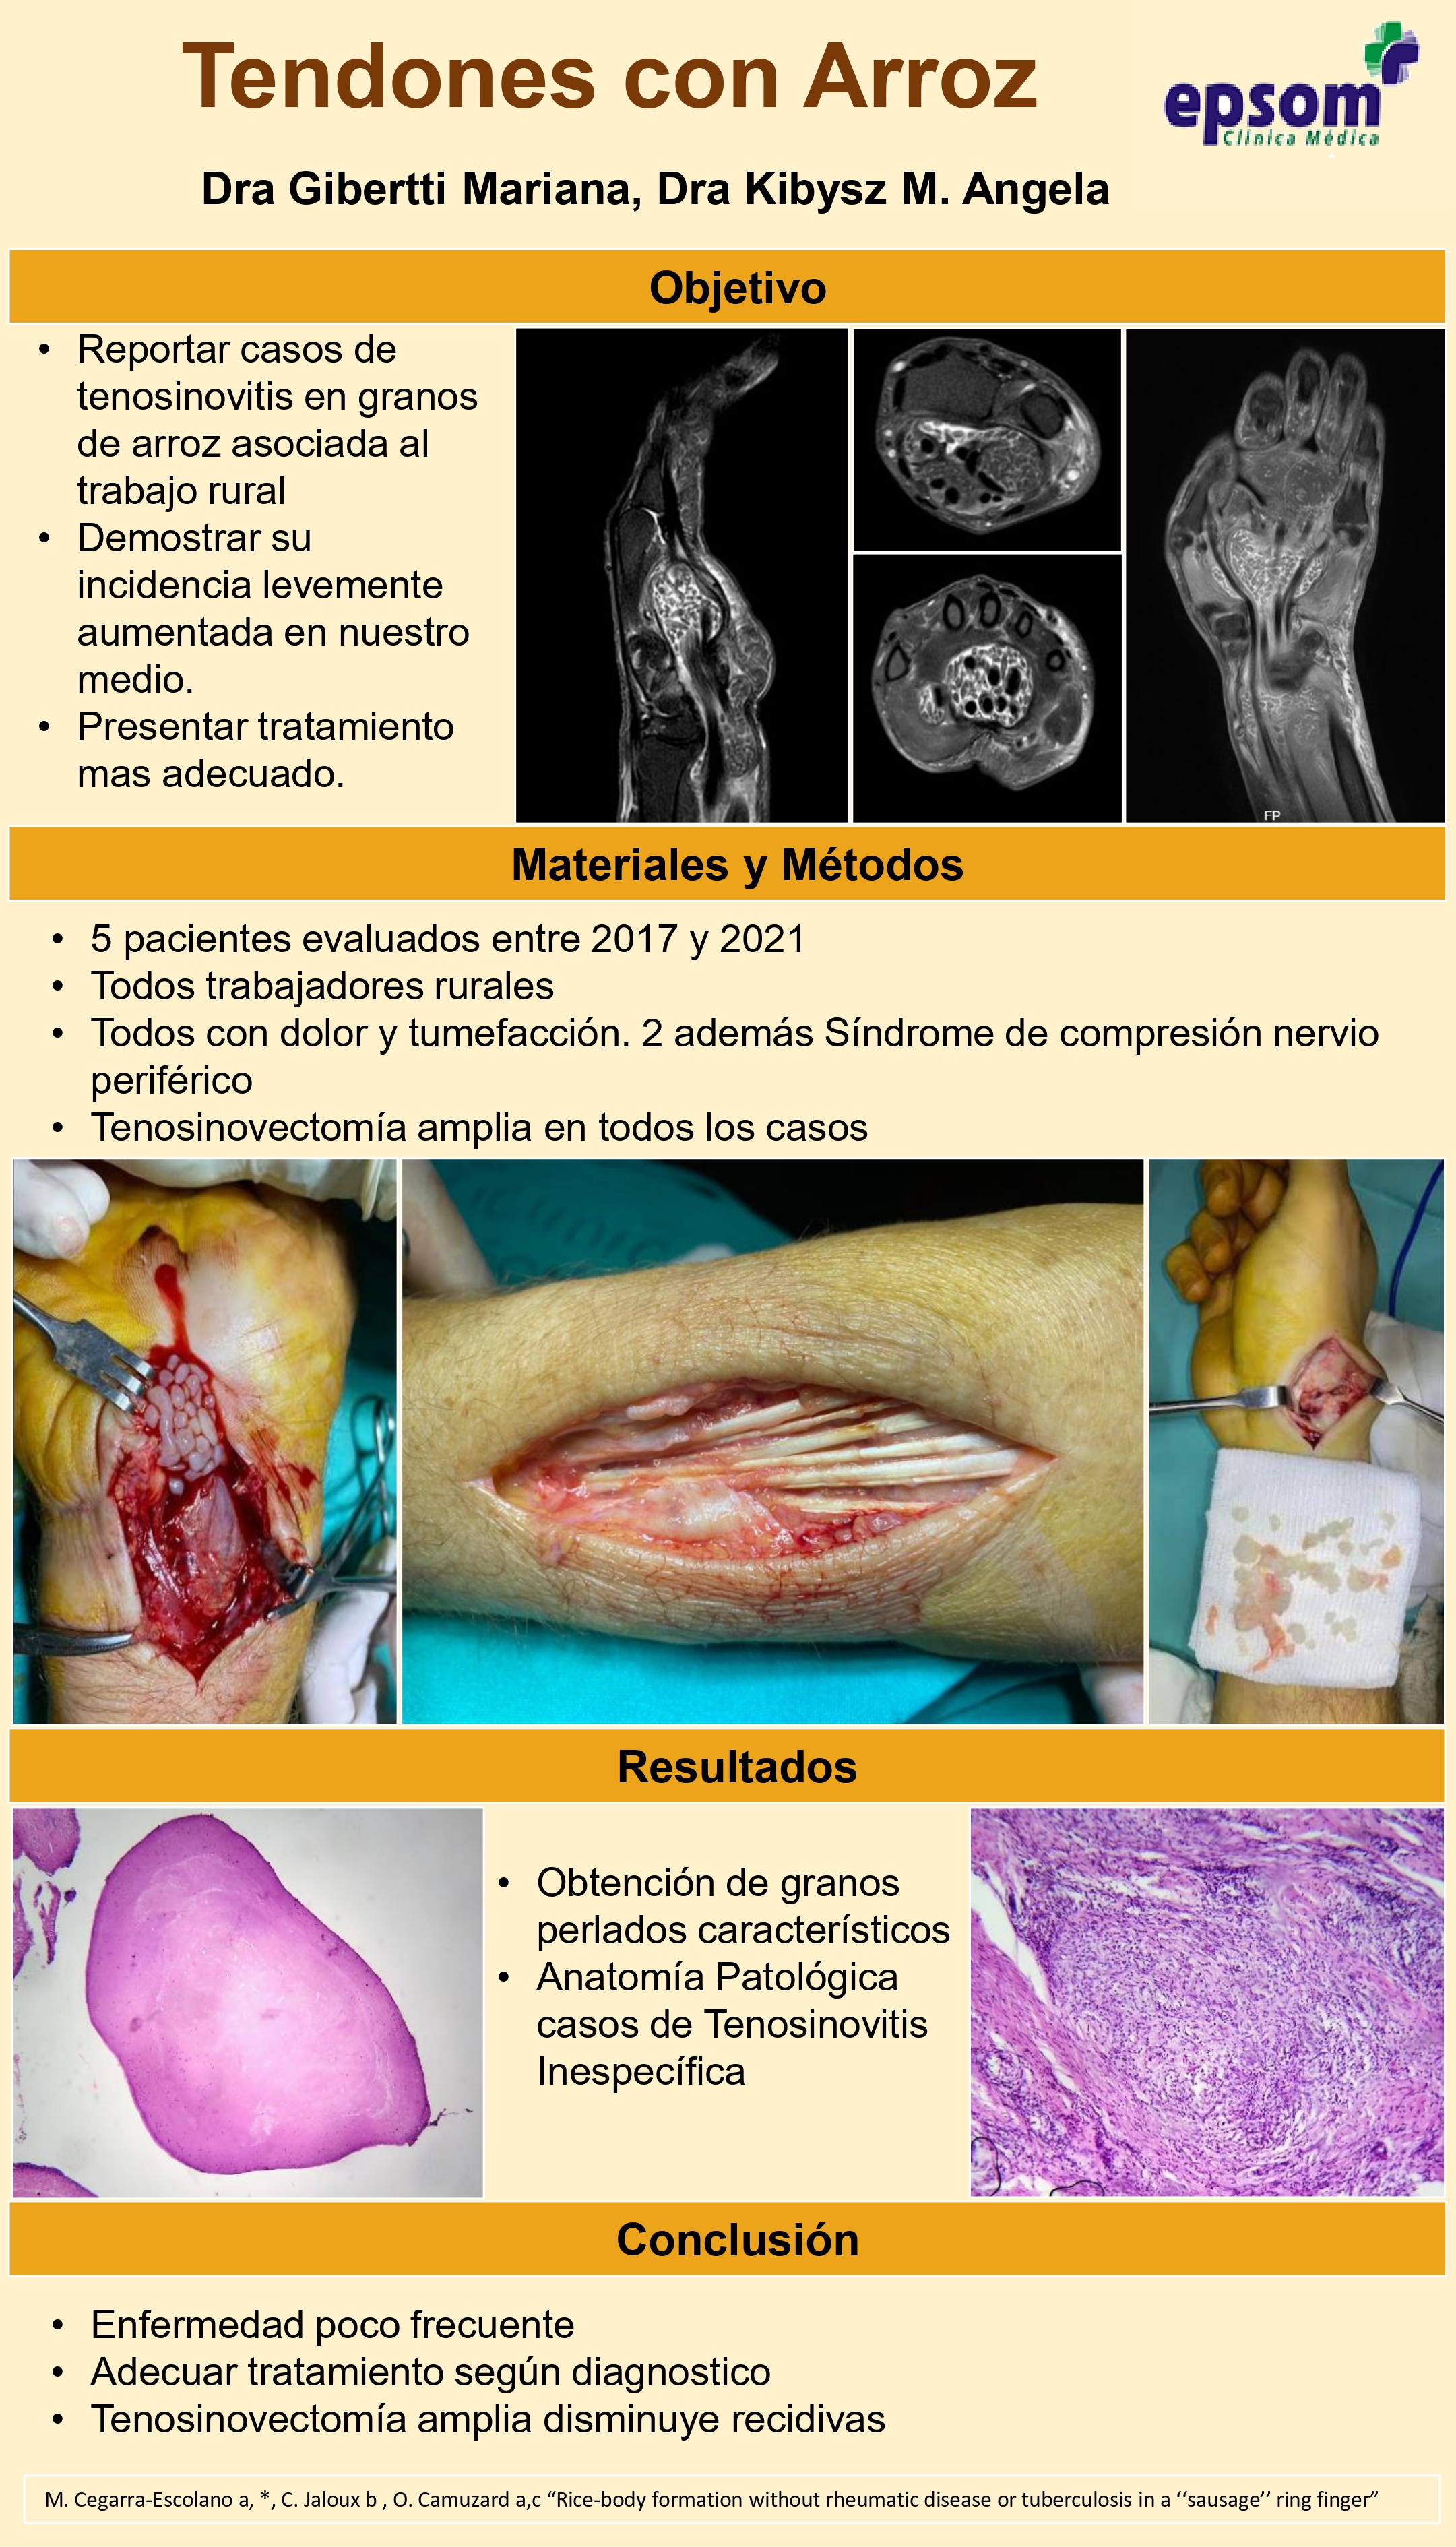 Tendones con Arroz
epsom
Clínica Médica
Dra Gibertti Mariana, Dra Kibysz M. Angela
Objetivo
• Reportar casos de
tenosinovitis en granos
de arroz asociada al
trabajo rural
• Demostrar su
incidencia levemente
aumentada en nuestro
medio.
• Presentar tratamiento
mas adecuado.
FP
Materiales y Métodos
• 5 pacientes evaluados entre 2017 y 2021
• Todos trabajadores rurales
• Todos con dolor y tumefacción. 2 además Síndrome de compresión nervio
periférico
• Tenosinovectomía amplia en todos los casos
Resultados
• Obtención de granos
perlados característicos
• Anatomía Patológica
casos de Tenosinovitis
Inespecífica
Conclusión
• Enfermedad poco frecuente
• Adecuar tratamiento según diagnostico
• Tenosinovectomía amplia disminuye recidivas
M. Cegarra-Escolano a, *, C. Jaloux b , O. Camuzard a,c “Rice-body formation without rheumatic disease or tuberculosis in a ‘‘sausage’’ ring finger”